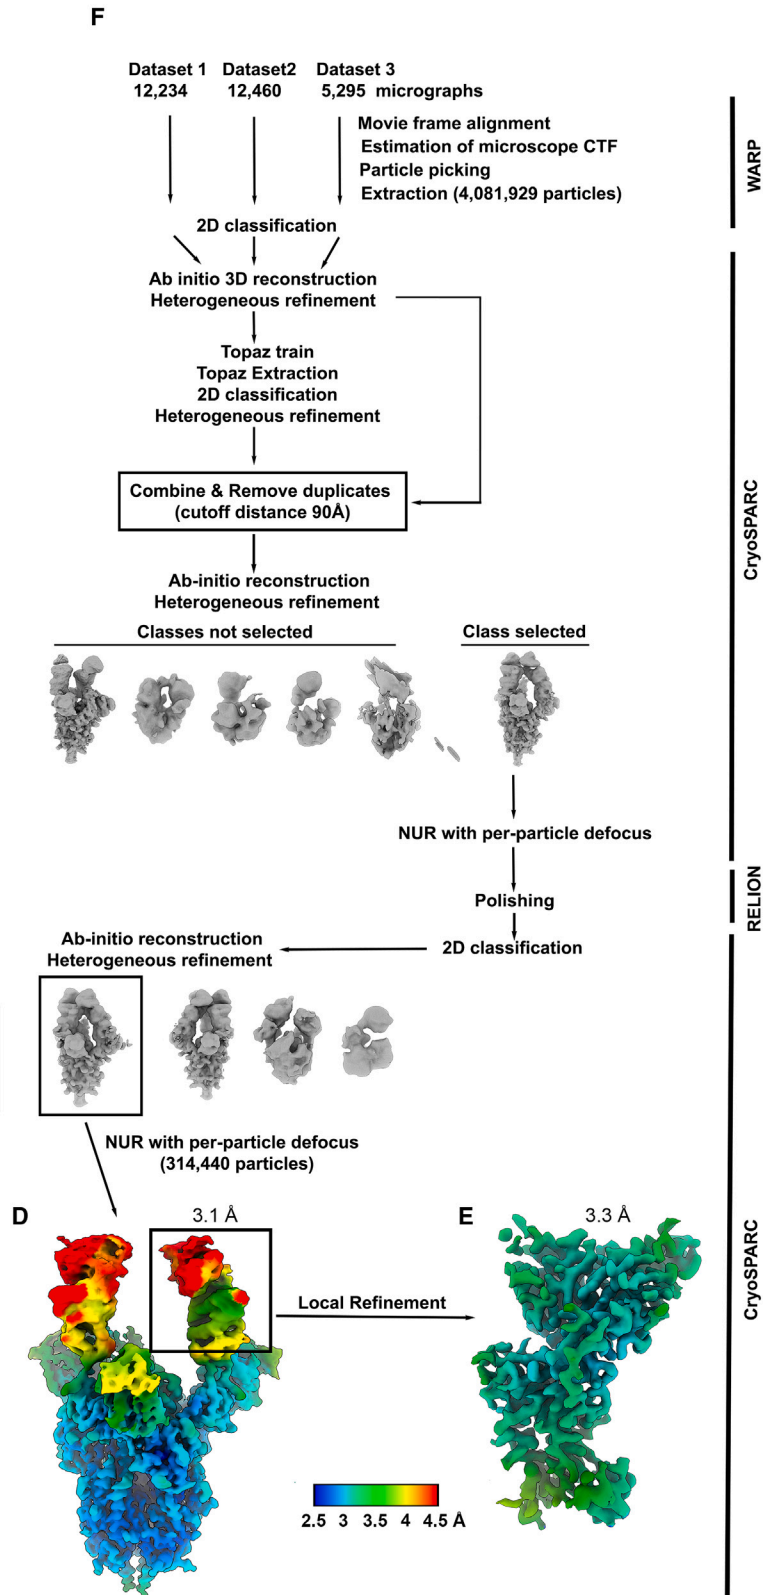 F
Dataset 1 Dataset2 Dataset 3
12,234 12,460 5,295 micrographs
Movie frame alignment
Estimation of microscope CTF
Particle picking
Extraction (4,081,929 particles)
WARP
2D classification
Ab initio 3D reconstruction
Heterogeneous refinement
Topaz train
Topaz Extraction
2D classification
Heterogeneous refinement
Combine & Remove duplicates
(cutoff distance 90Å)
CryoSPARC
Ab-initio reconstruction
Heterogeneous refinement
Classes not selected
Class selected
NUR with per-particle defocus
Polishing
RELION
2D classification
Ab-initio reconstruction
Heterogeneous refinement
NUR with per-particle defocus
(314,440 particles)
D
3.1 Å
E
3.3 Å
Local Refinement
CryoSPARC
2.5 3 3.5 4 4.5 Å